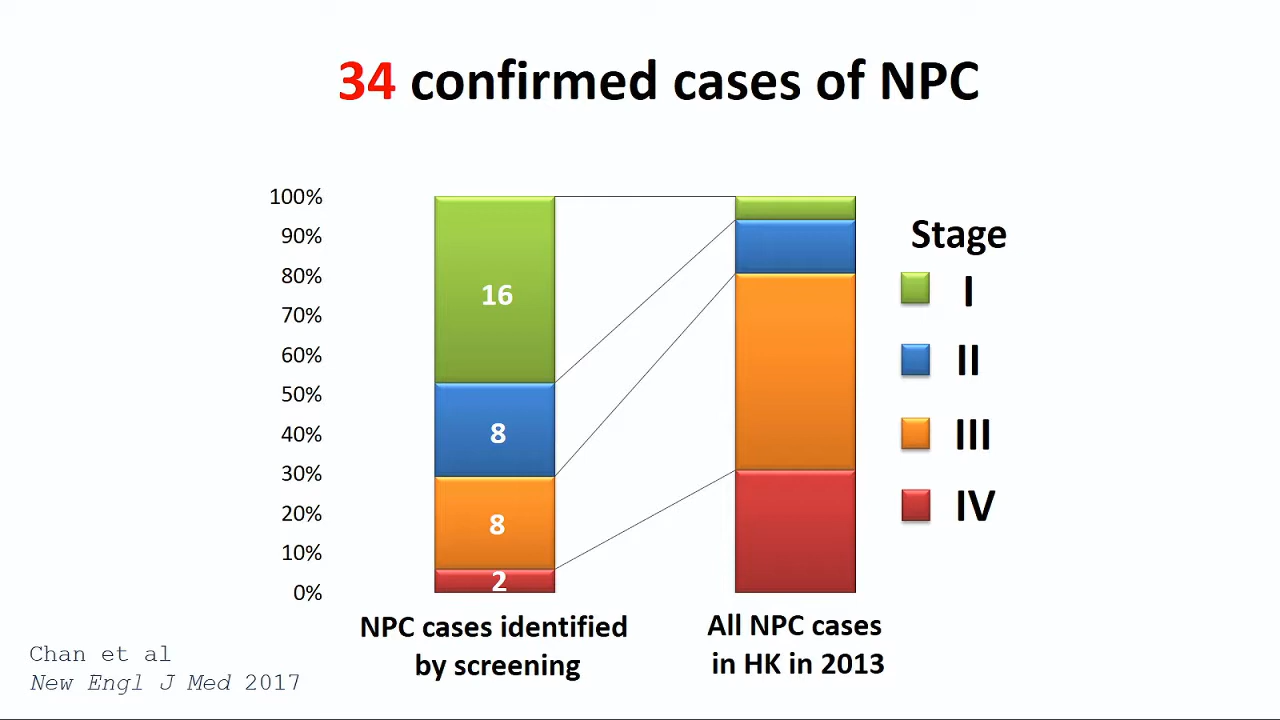 34 confirmed cases of NPC
100%
90%
80%
70%
60%
50%
40%
30%
20%
10%
0%
16
8
8
2
NPC cases identified
by screening
All NPC cases
in HK in 2013
Stage
I
II
III
IV
Chan et al
New Engl J Med 2017